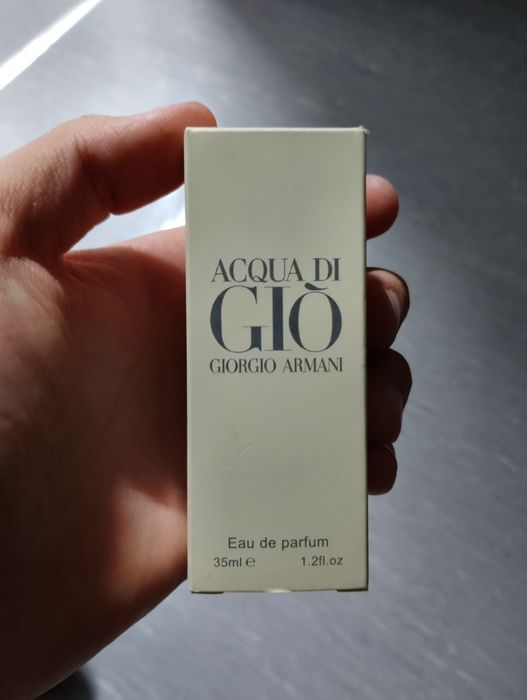 ACQUA DI
GIÒ
GIORGIO ARMANI
Eau de parfum
35ml ℮ 1.2fl.oz